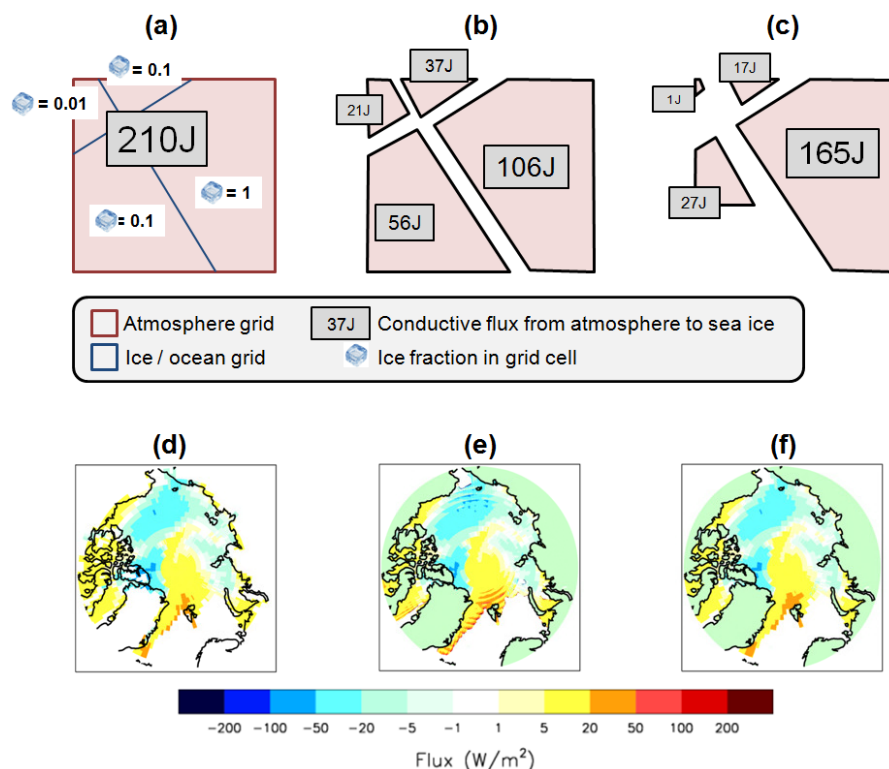 (a) (b) (c)
= 0.1
= 0.01
210J
= 1
= 0.1
37J
21J
106J
56J
17J
1J
165J
27J
Atmosphere grid
37J Conductive flux from atmosphere to sea ice
Ice / ocean grid
Ice fraction in grid cell
(d) (e) (f)
−200 −100 −50 −20 −5 −1 1 5 20 50 100 200
Flux (W/m²)